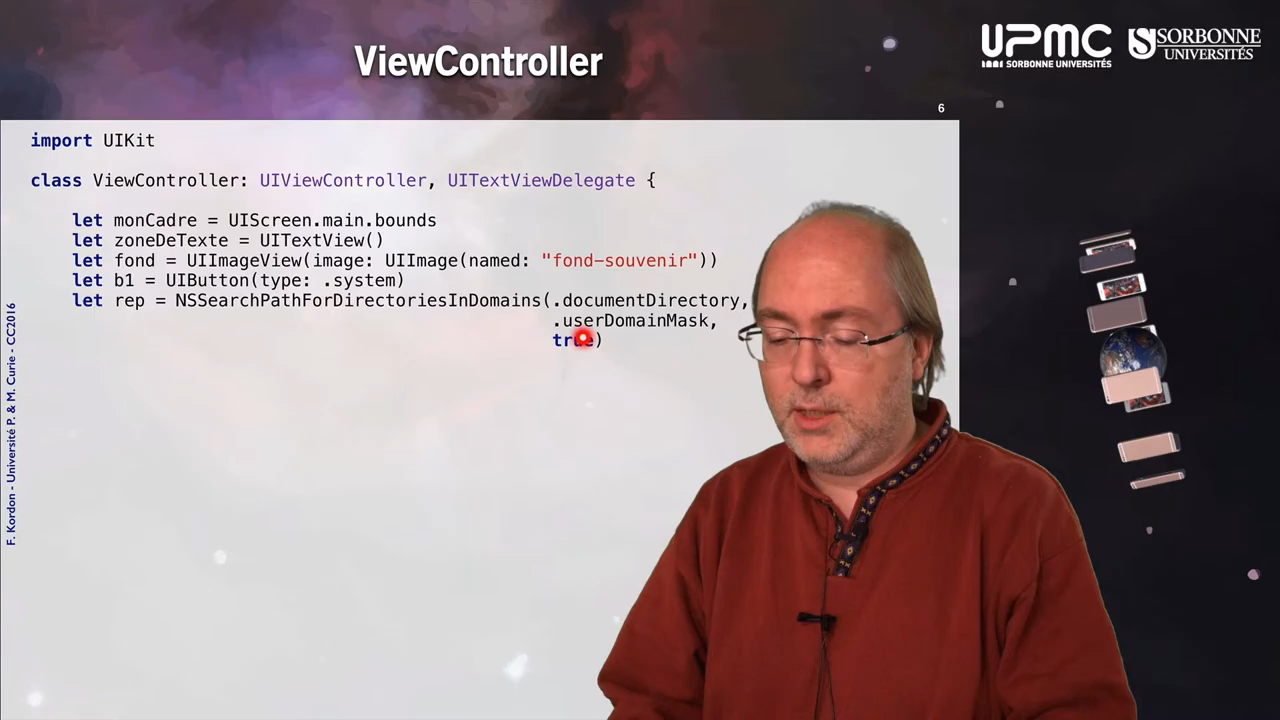 ViewController
UPMC
SORBONNE UNIVERSITÉS
SORBONNE
UNIVERSITÉS
6
import UIKit
class ViewController: UIViewController, UITextViewDelegate {
let monCadre = UIScreen.main.bounds
let zoneDeTexte = UITextView()
let fond = UIImageView(image: UIImage(named: "fond-souvenir"))
let b1 = UIButton(type: .system)
let rep = NSSearchPathForDirectoriesInDomains(.documentDirectory,
.userDomainMask,
true)
F. Kordon - Université P. & M. Curie - CC2016